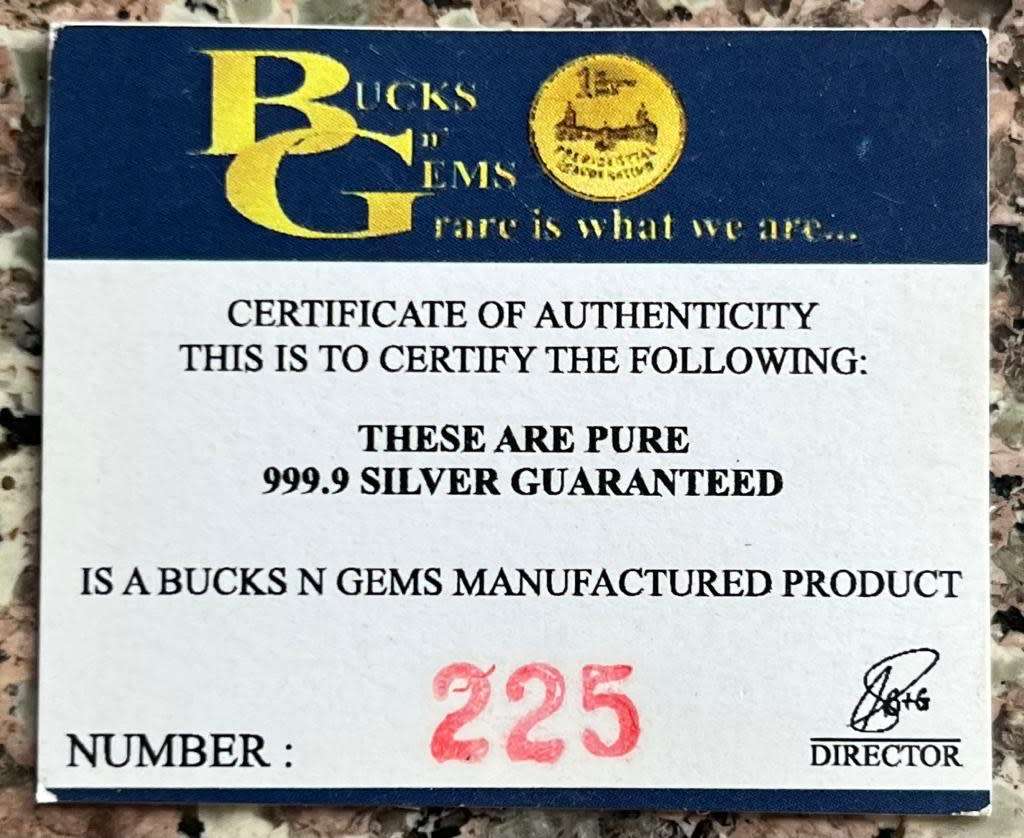 BUCKS
n'
GEMS
rare is what we are...
CERTIFICATE OF AUTHENTICITY
THIS IS TO CERTIFY THE FOLLOWING:
THESE ARE PURE
999.9 SILVER GUARANTEED
IS A BUCKS N GEMS MANUFACTURED PRODUCT
NUMBER : 225
B+G
DIRECTOR